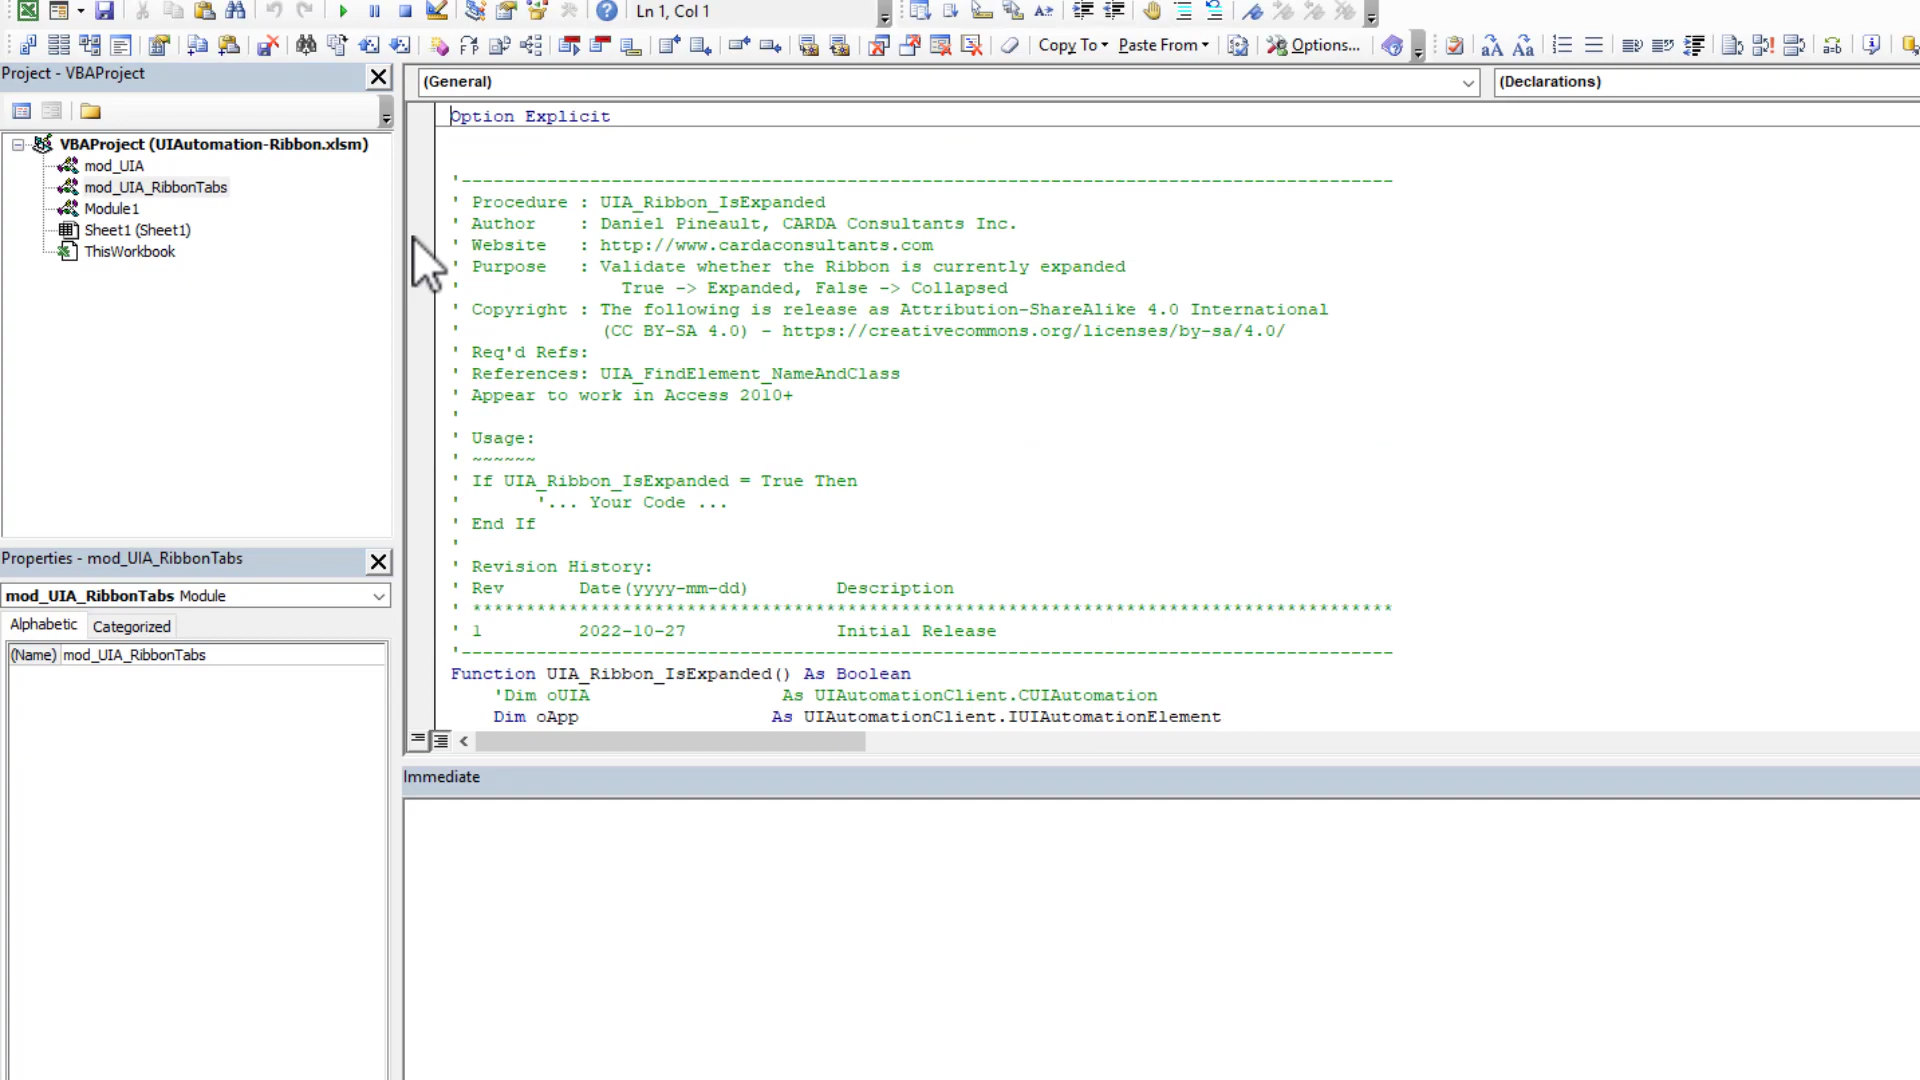 Ln 1, Col 1
Copy To
Paste From
Options...
Project - VBAProject
VBAProject (UIAutomation-Ribbon.xlsm)
mod_UIA
mod_UIA_RibbonTabs
Module1
Sheet1 (Sheet1)
ThisWorkbook
Properties - mod_UIA_RibbonTabs
mod_UIA_RibbonTabs Module
Alphabetic
Categorized
(Name) mod_UIA_RibbonTabs
(General)
(Declarations)
Option Explicit
'---------------------------------------------------------------------------------------
' Procedure : UIA_Ribbon_IsExpanded
' Author    : Daniel Pineault, CARDA Consultants Inc.
' Website   : http://www.cardaconsultants.com
' Purpose   : Validate whether the Ribbon is currently expanded
'               True -> Expanded, False -> Collapsed
' Copyright : The following is release as Attribution-ShareAlike 4.0 International
'             (CC BY-SA 4.0) - https://creativecommons.org/licenses/by-sa/4.0/
' Req'd Refs:
' References: UIA_FindElement_NameAndClass
' Appear to work in Access 2010+
'
' Usage:
' ~~~~~~
' If UIA_Ribbon_IsExpanded = True Then
'       '... Your Code ...
' End If
'
' Revision History:
' Rev       Date(yyyy-mm-dd)        Description
' **************************************************************************************
' 1         2022-10-27              Initial Release
'---------------------------------------------------------------------------------------
Function UIA_Ribbon_IsExpanded() As Boolean
    'Dim oUIA                  As UIAutomationClient.CUIAutomation
    Dim oApp                  As UIAutomationClient.IUIAutomationElement
Immediate